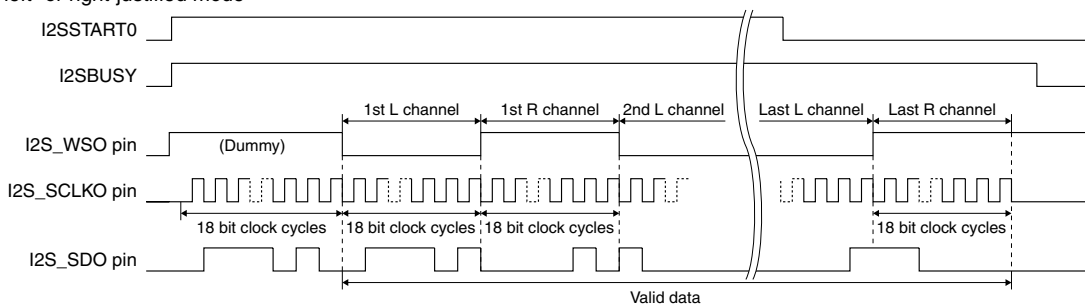 left- or right-justified mode
I2SSTART0
I2SBUSY
1st L channel 1st R channel 2nd L channel Last L channel Last R channel
I2S_WSO pin (Dummy)
I2S_SCLKO pin
18 bit clock cycles 18 bit clock cycles 18 bit clock cycles 18 bit clock cycles
I2S_SDO pin
Valid data